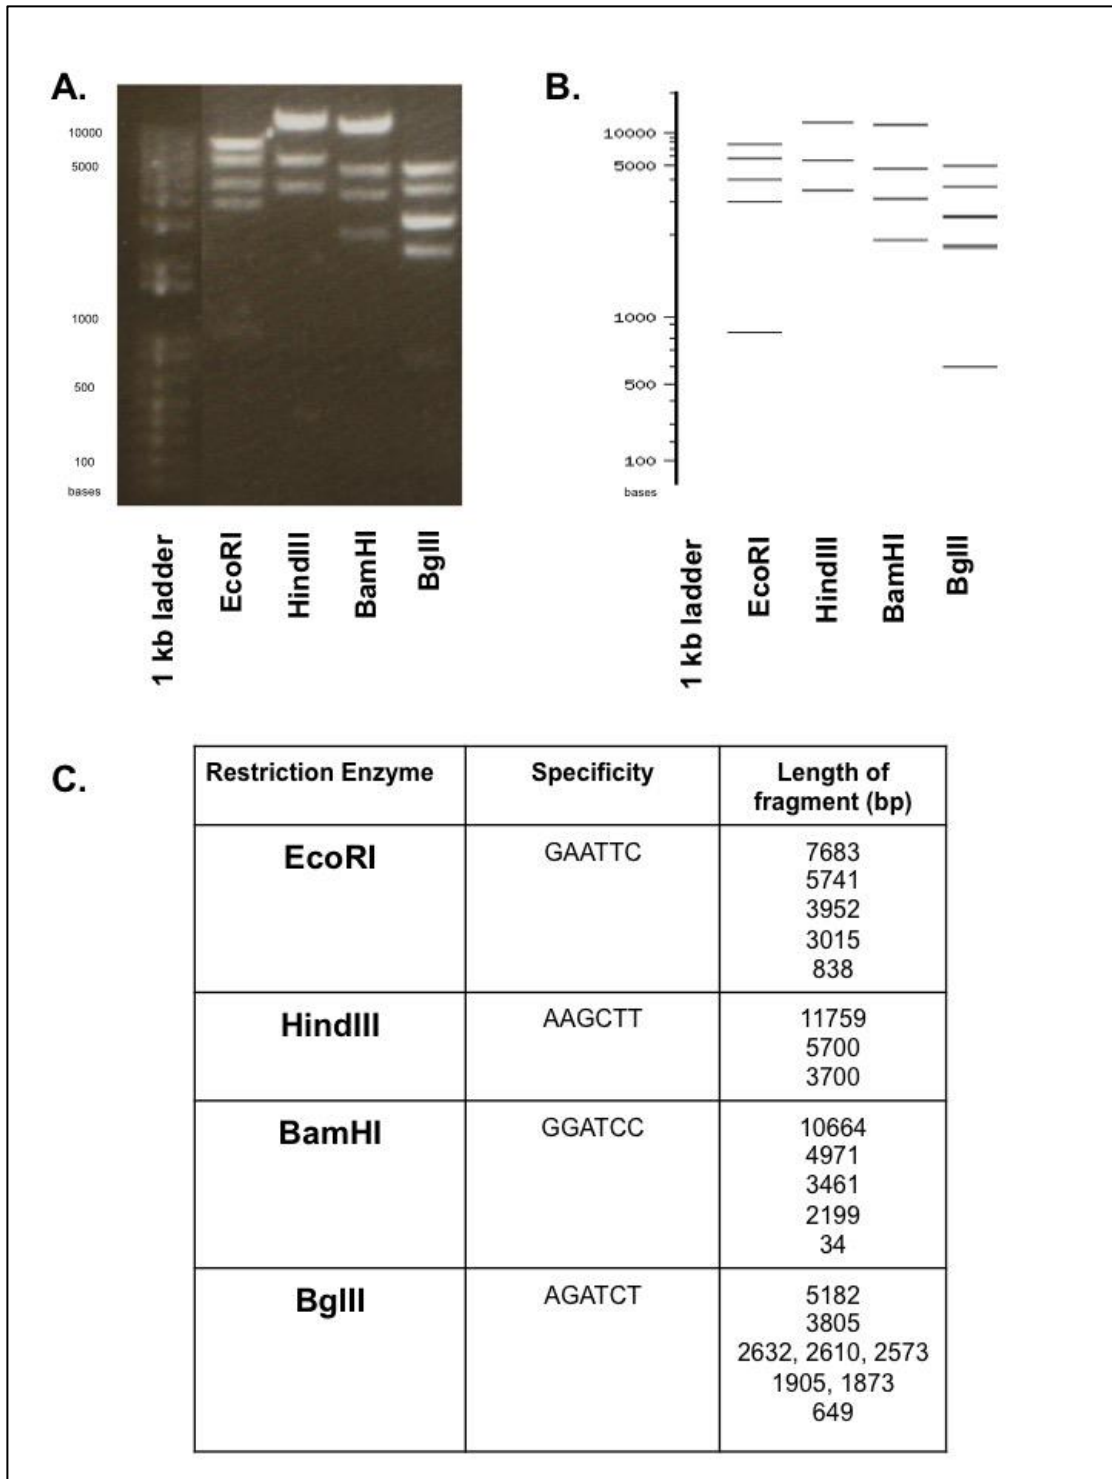 A.
10000
5000
1000
500
100
bases
1 kb ladder
EcoRI
HindIII
BamHI
BglII
B.
10000
5000
1000
500
100
bases
1 kb ladder
EcoRI
HindIII
BamHI
BglII
C.
Restriction Enzyme
Specificity
Length of
fragment (bp)
EcoRI
GAATTC
7683
5741
3952
3015
838
HindIII
AAGCTT
11759
5700
3700
BamHI
GGATCC
10664
4971
3461
2199
34
BglII
AGATCT
5182
3805
2632, 2610, 2573
1905, 1873
649